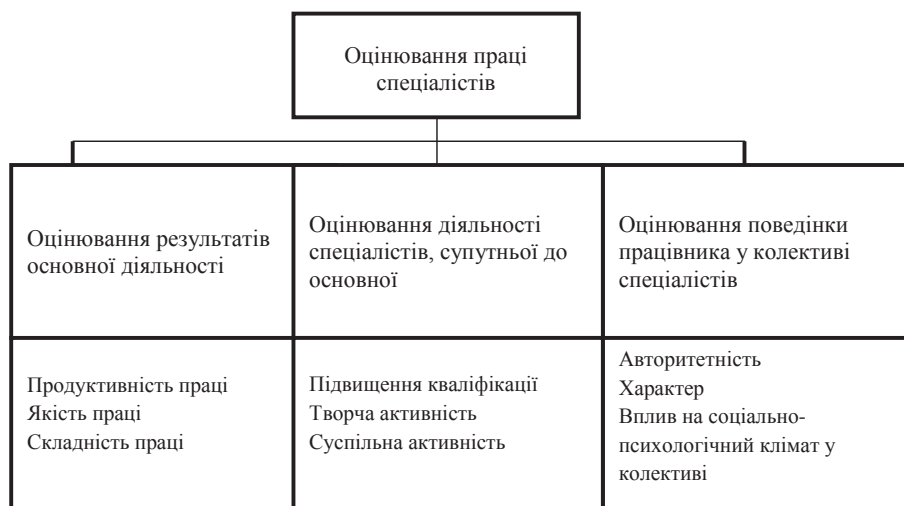 Оцінювання праці
спеціалістів
Оцінювання результатів
основної діяльності
Оцінювання діяльності
спеціалістів, супутньої до
основної
Оцінювання поведінки
працівника у колективі
спеціалістів
Продуктивність праці
Якість праці
Складність праці
Підвищення кваліфікації
Творча активність
Суспільна активність
Авторитетність
Характер
Вплив на соціально-
психологічний клімат у
колективі